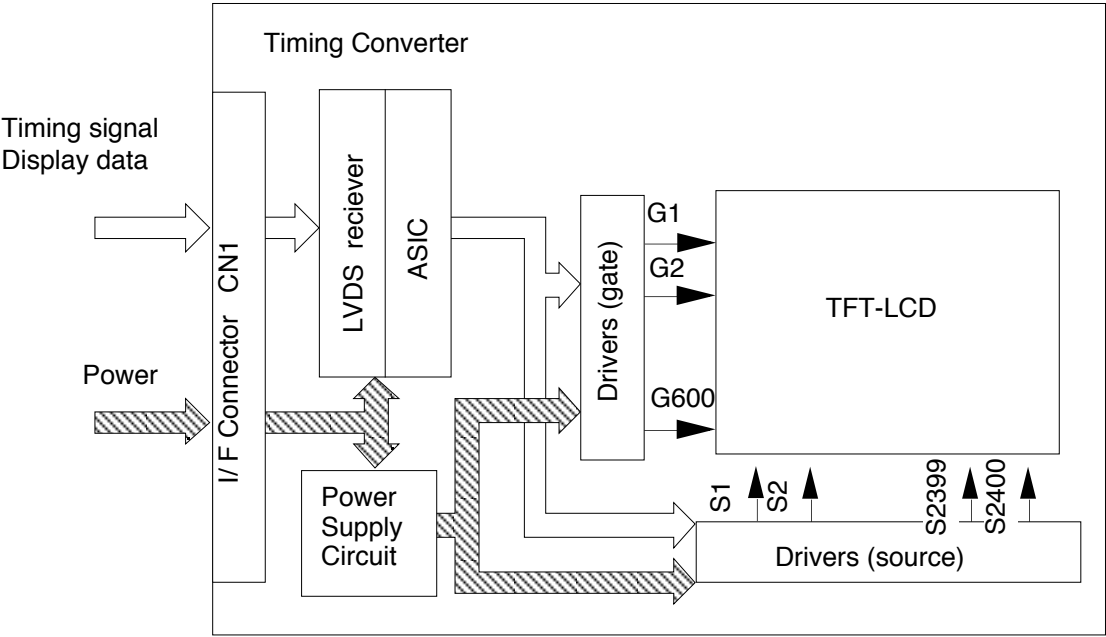 Timing Converter
Timing signal
Display data
Power
I/ F Connector CN1
LVDS reciever
ASIC
Drivers (gate)
G1
G2
G600
TFT-LCD
Power
Supply
Circuit
S1
S2
S2399
S2400
Drivers (source)